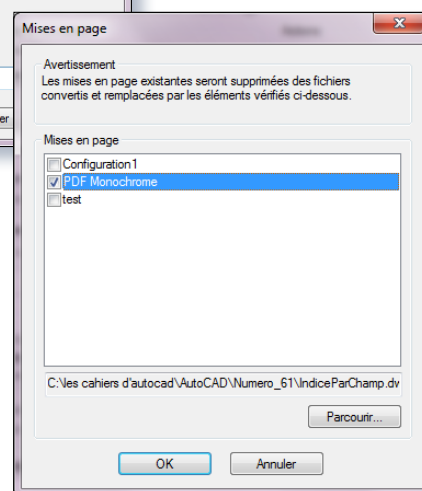 Mises en page
Avertissement
Les mises en page existantes seront supprimées des fichiers
convertis et remplacées par les éléments vérifiés ci-dessous.
er
Mises en page
Configuration1
PDF Monochrome
test
C:\les cahiers d'autocad\AutoCAD\Numero_61\IndiceParChamp.dw
Parcourir...
OK
Annuler